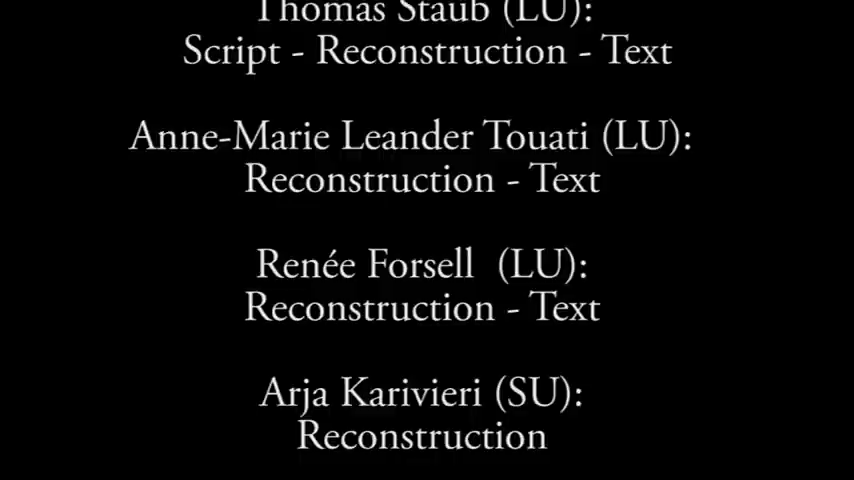 Thomas Staub (LU):
Script - Reconstruction - Text
Anne-Marie Leander Touati (LU):
Reconstruction - Text
Renée Forsell (LU):
Reconstruction - Text
Arja Karivieri (SU):
Reconstruction